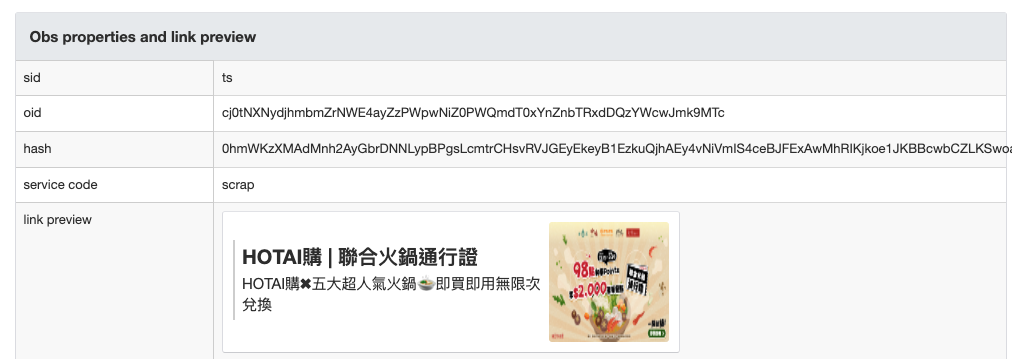 Obs properties and link preview
sid
ts
oid
cj0tNXNydjhmbmZrNWE4ayZzPWpwNiZ0PWQmdT0xYnZnbTRxdDQzYWcwJmk9MTc
hash
0hmWKzXMAdMnh2AyGbrDNNLypBPgsLcmtrCHsvRVJGEyEkeyB1EzkuQjhAEy4vNiVmIS4ceBJFExAwMhRIKjkoe1JKBBcwbCZLKSwoa
service code
scrap
link preview
HOTAI購 | 聯合火鍋通行證
HOTAI購✖五大超人氣火鍋🍲即買即用無限次
兌換
98
Points
$2,000